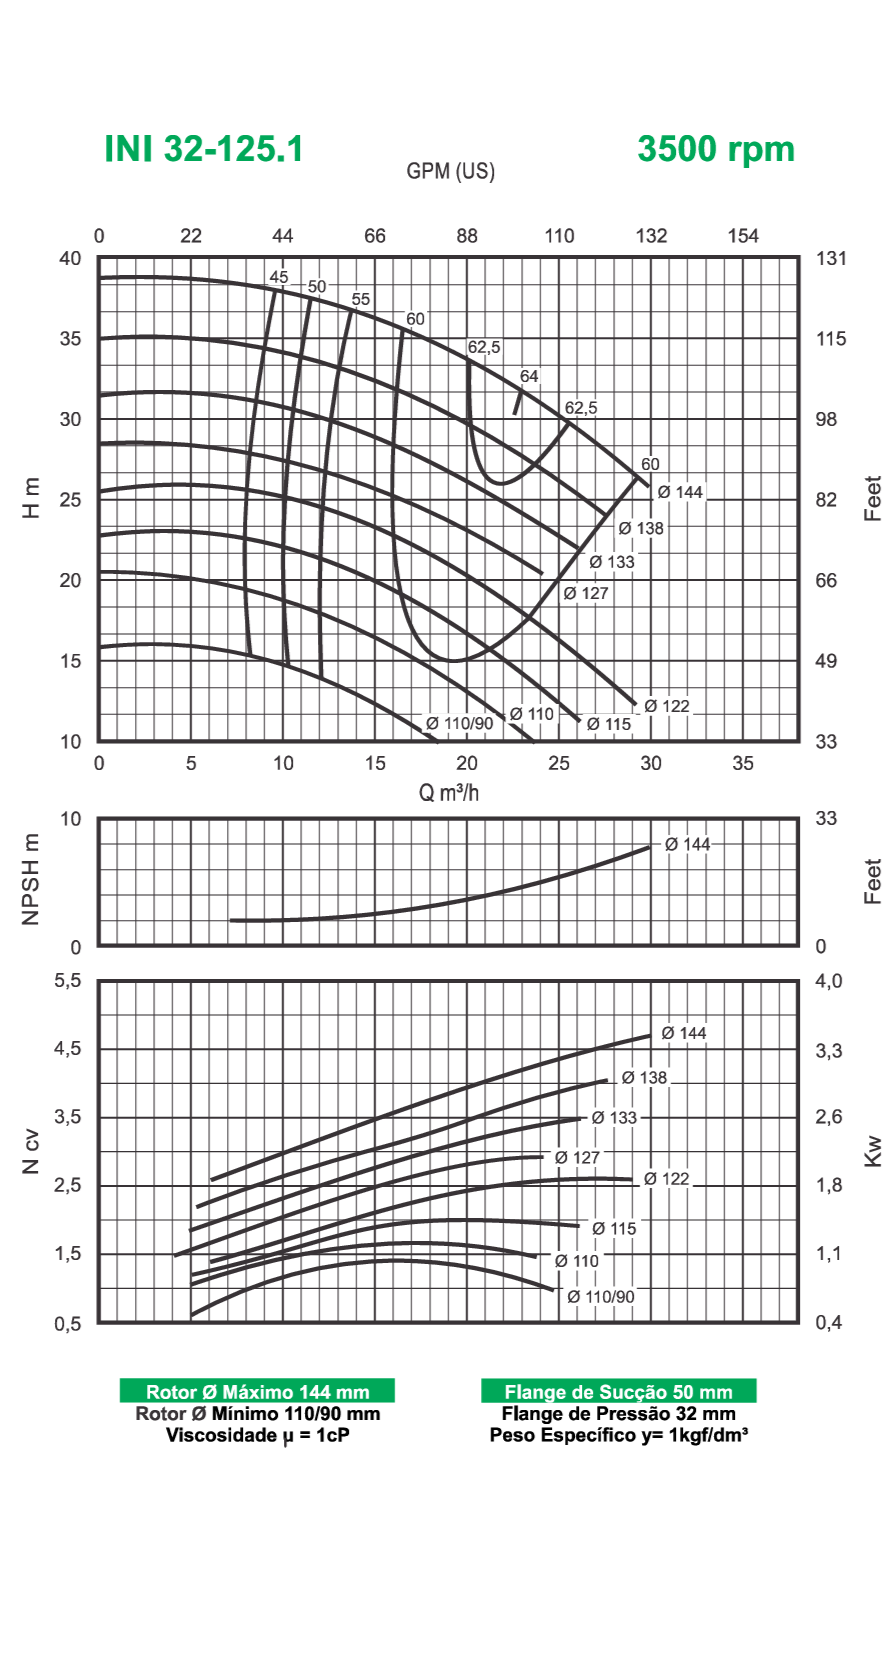 INI 32-125.1 3500 rpm
GPM (US)
0 22 44 66 88 110 132 154
40 131
45
50
55
60
35 115
62,5
64
62,5
30 98
60
Ø 144
H m 25 82 Feet
Ø 138
Ø 133
20 66
Ø 127
15 49
Ø 122
Ø 110/90 Ø 110 Ø 115
10 33
0 5 10 15 20 25 30 35
Q m³/h
10 33
Ø 144
NPSH m Feet
0 0
5,5 4,0
Ø 144
4,5 3,3
Ø 138
3,5 Ø 133 2,6
N cv Kw
Ø 127
2,5 Ø 122 1,8
Ø 115
1,5 Ø 110 1,1
Ø 110/90
0,5 0,4
Rotor Ø Máximo 144 mm Flange de Sucção 50 mm
Rotor Ø Mínimo 110/90 mm Flange de Pressão 32 mm
Viscosidade µ = 1cP Peso Específico y= 1kgf/dm³